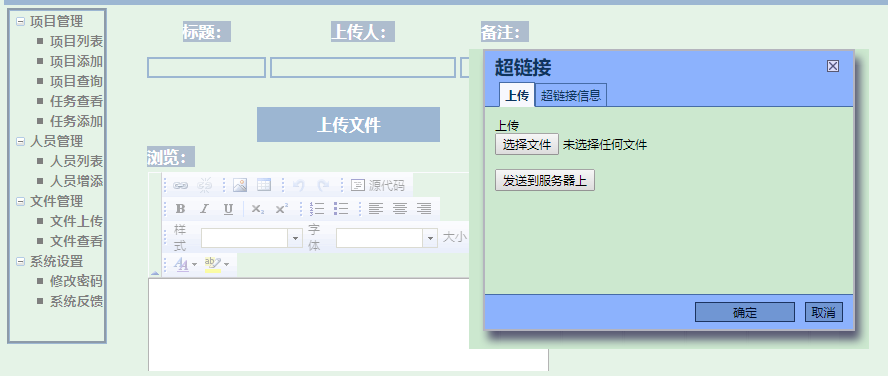 项目管理
项目列表
项目添加
项目查询
任务查看
任务添加
人员管理
人员列表
人员增添
文件管理
文件上传
文件查看
系统设置
修改密码
系统反馈
标题： 上传人： 备注：
上传文件
浏览：
源代码
B I U x₂ x²
样式 字体 大小
超链接
上传 超链接信息
上传
选择文件 未选择任何文件
发送到服务器上
确定 取消